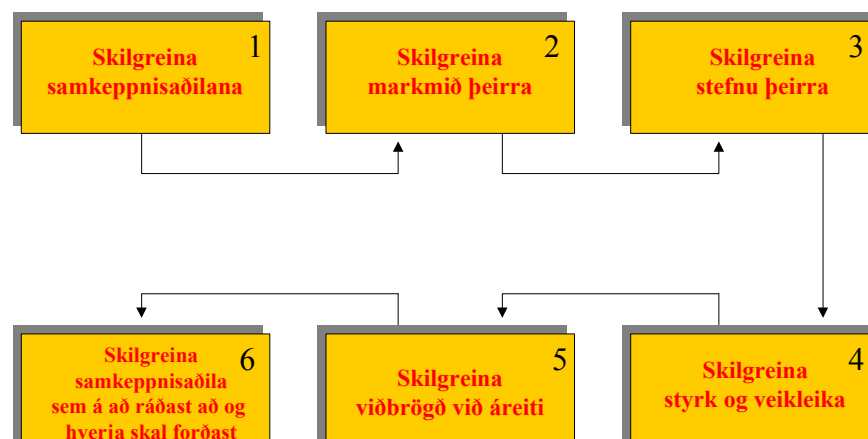 1
Skilgreina
samkeppnisaðilana
2
Skilgreina
markmið þeirra
3
Skilgreina
stefnu þeirra
4
Skilgreina
styrk og veikleika
5
Skilgreina
viðbrögð við áreiti
6
Skilgreina
samkeppnisaðila
sem á að ráðast að og
hverja skal forðast